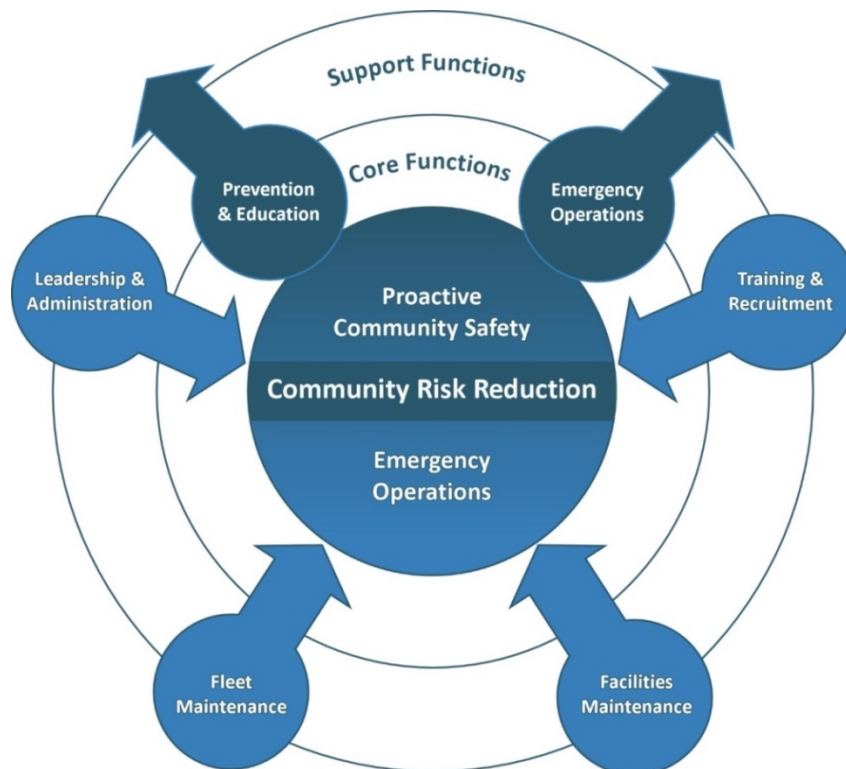 Support Functions
Core Functions
Prevention
& Education
Emergency
Operations
Leadership &
Administration
Training &
Recruitment
Proactive
Community Safety
Community Risk Reduction
Emergency
Operations
Fleet
Maintenance
Facilities
Maintenance